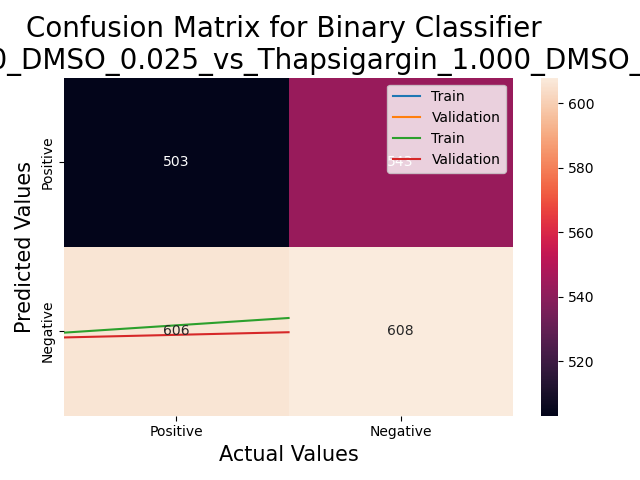 Confusion Matrix for Binary Classifier
0_DMSO_0.025_vs_Thapsigargin_1.000_DMSO_
Train
Validation
Train
Validation
Predicted Values
Positive
Negative
503
606
608
Positive
Negative
Actual Values
600
580
560
540
520